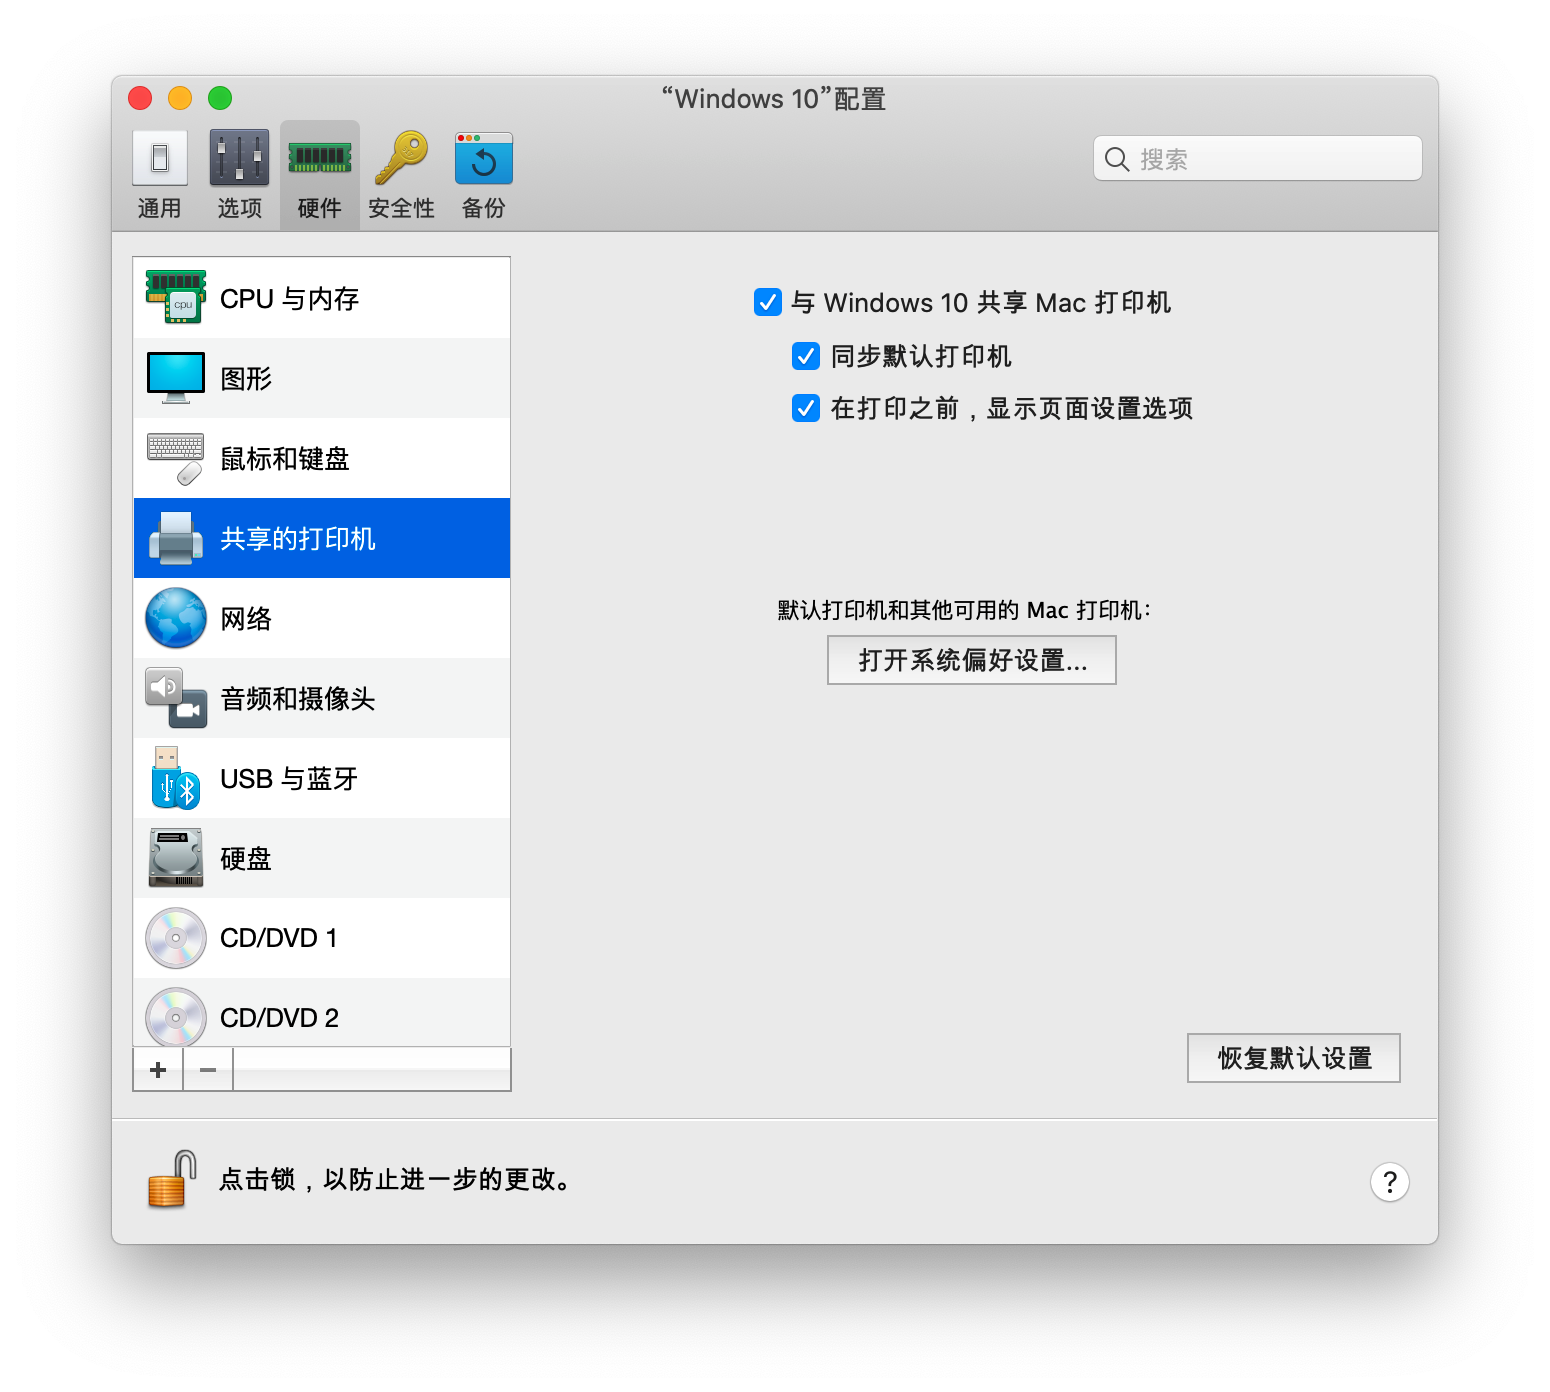 “Windows 10”配置
通用
选项
硬件
安全性
备份
搜索
CPU 与内存
cpu
图形
鼠标和键盘
共享的打印机
网络
音频和摄像头
USB 与蓝牙
硬盘
CD/DVD 1
CD/DVD 2
与 Windows 10 共享 Mac 打印机
同步默认打印机
在打印之前，显示页面设置选项
默认打印机和其他可用的 Mac 打印机：
打开系统偏好设置...
恢复默认设置
点击锁，以防止进一步的更改。
?